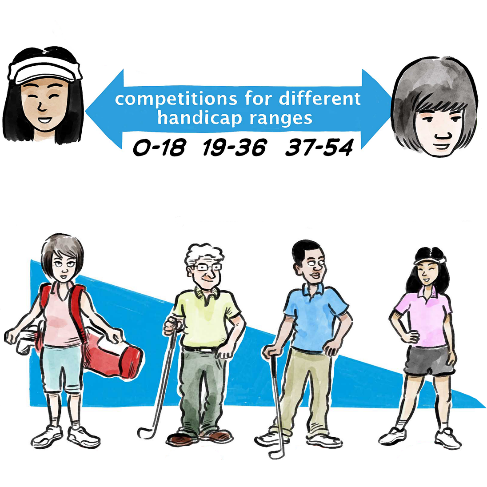 competitions for different
handicap ranges
0-18 19-36 37-54